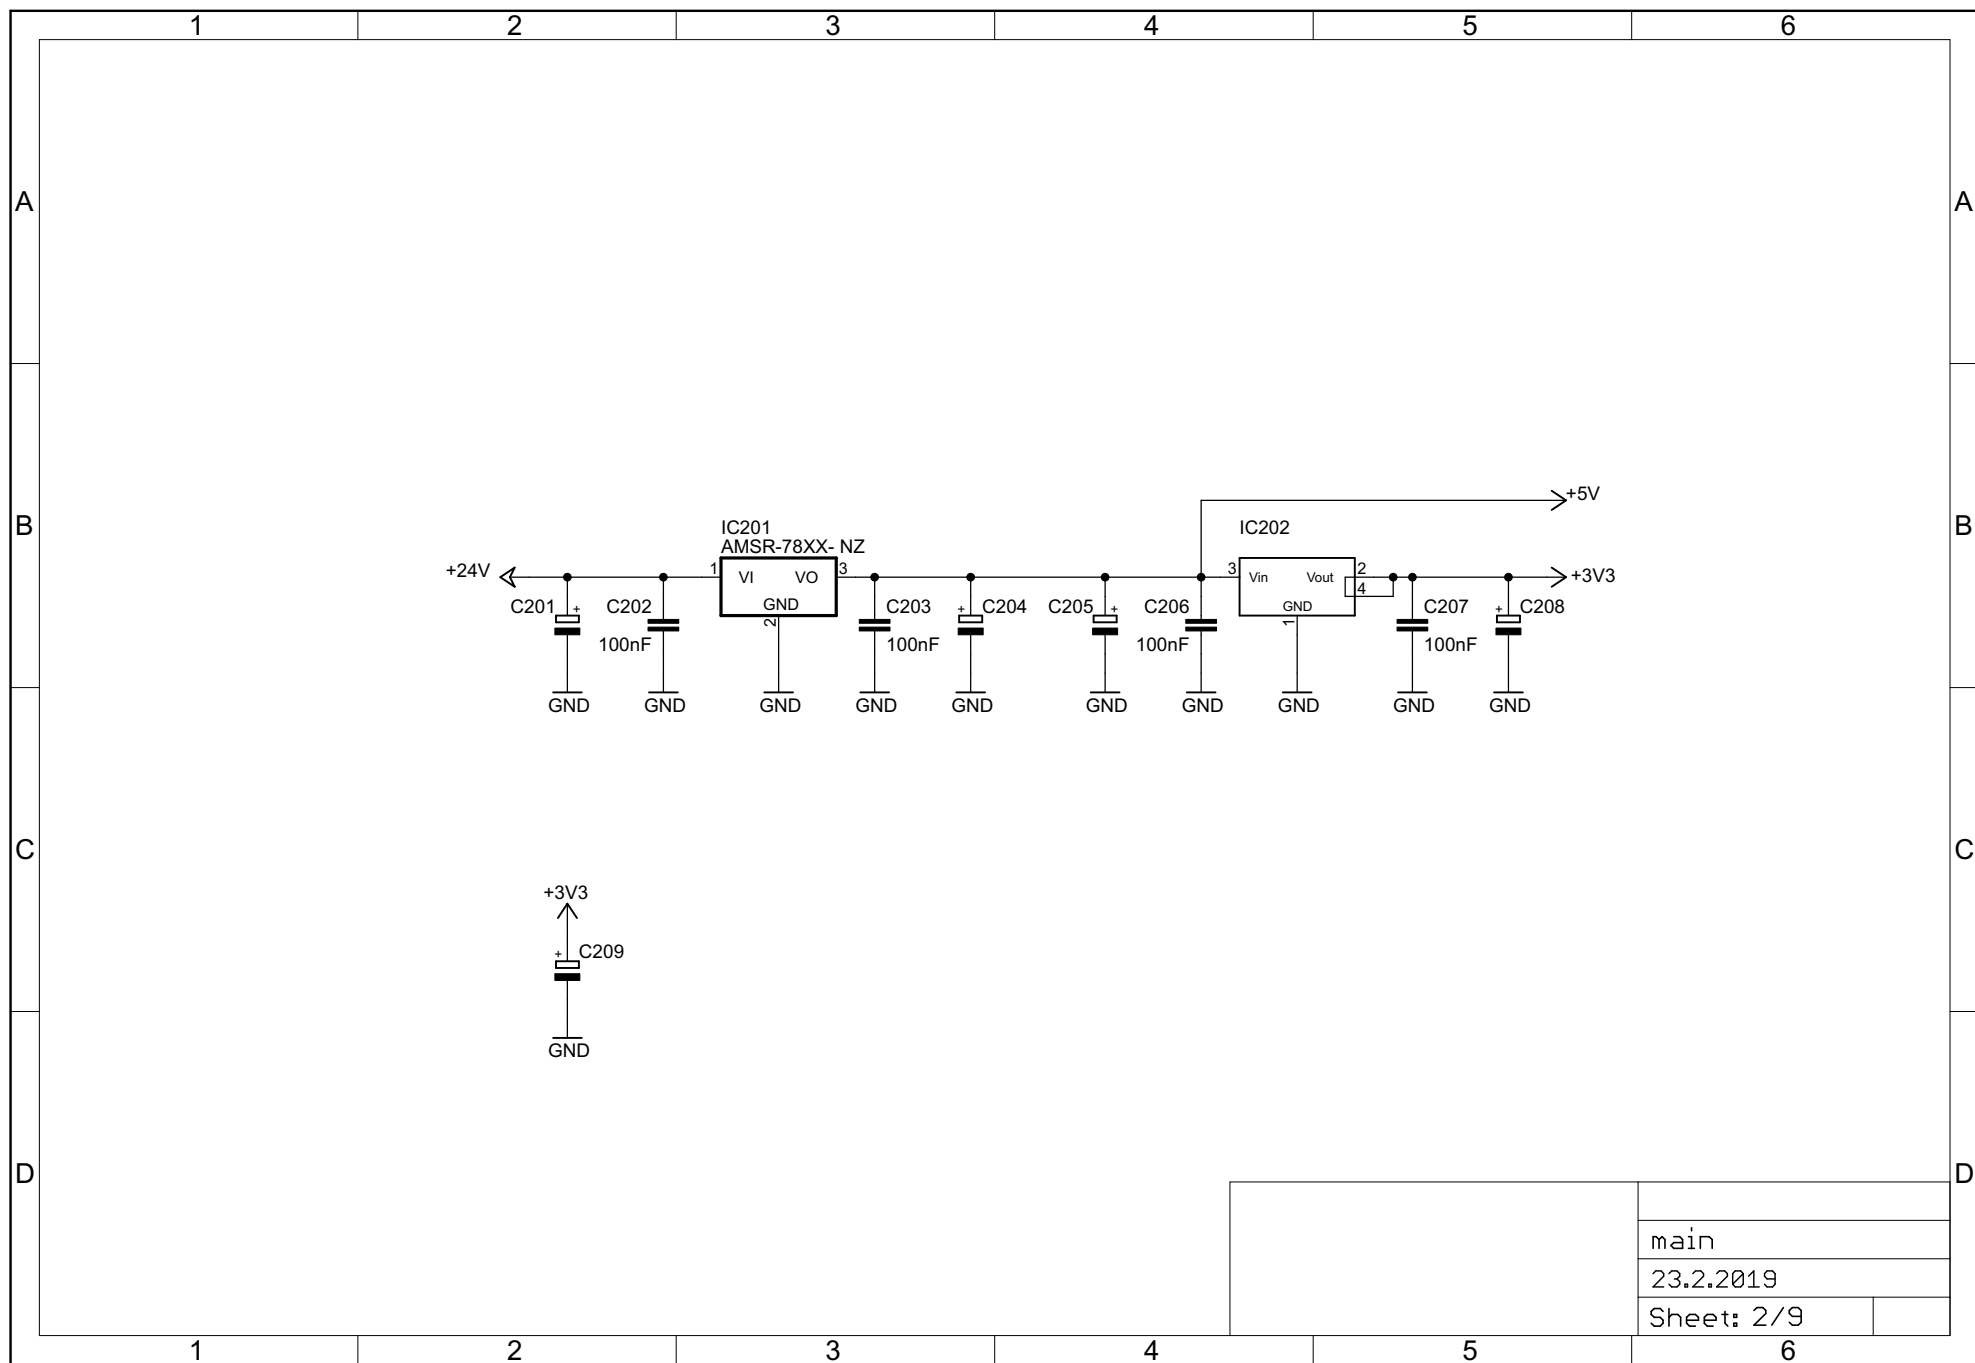 1 2 3 4 5 6
A A
+5V
B IC201 IC202 B
AMSR-78XX- NZ
+24V 1 VI VO 3 3 Vin Vout 2 +3V3
4
C201 + C202 GND C203 + C204 C205 + C206 GND C207 + C208
2 1
100nF 100nF 100nF 100nF
GND GND GND GND GND GND GND GND GND GND
C C
+3V3
+ C209
GND
D D
main
23.2.2019
Sheet: 2/9
1 2 3 4 5 6